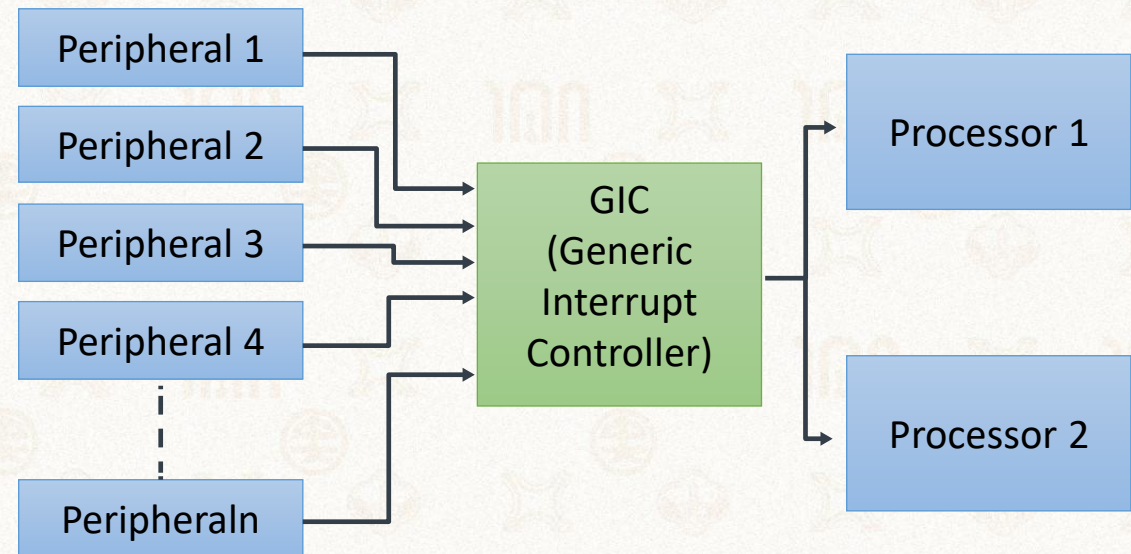 Peripheral 1
Peripheral 2
Peripheral 3
Peripheral 4
Peripheraln
GIC
(Generic
Interrupt
Controller)
Processor 1
Processor 2